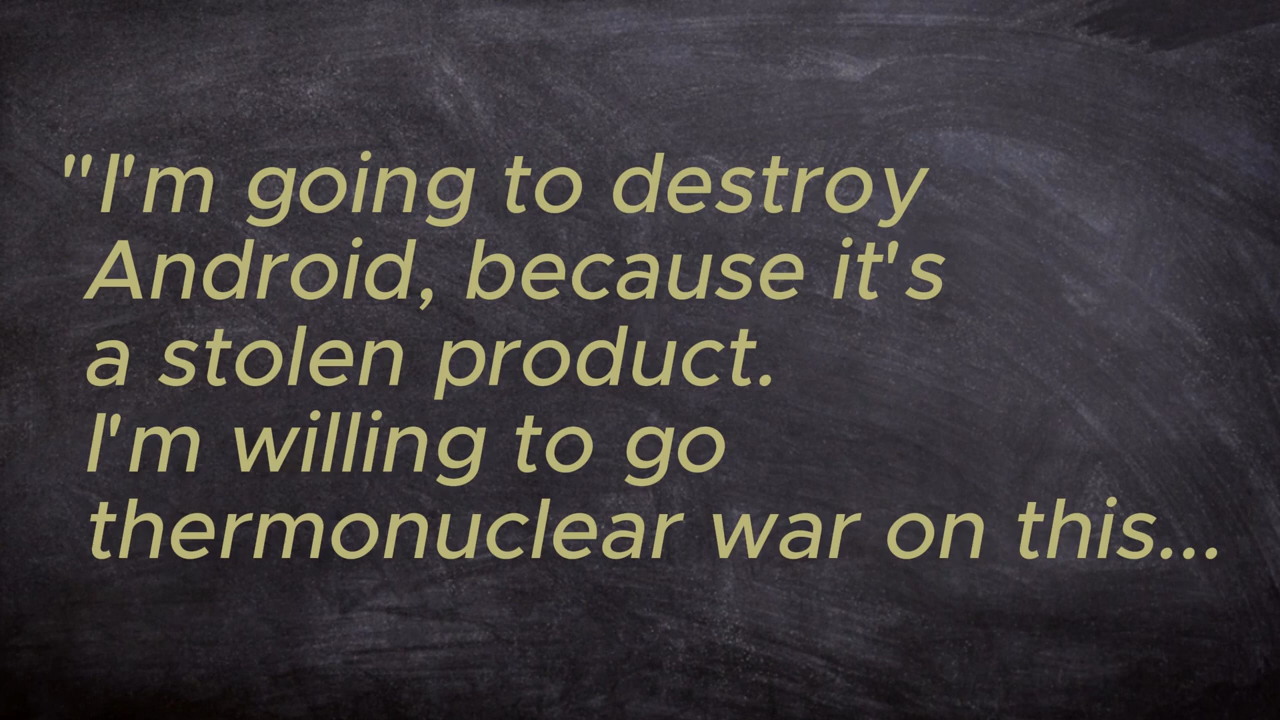 "I'm going to destroy
Android, because it's
a stolen product.
I'm willing to go
thermonuclear war on this...